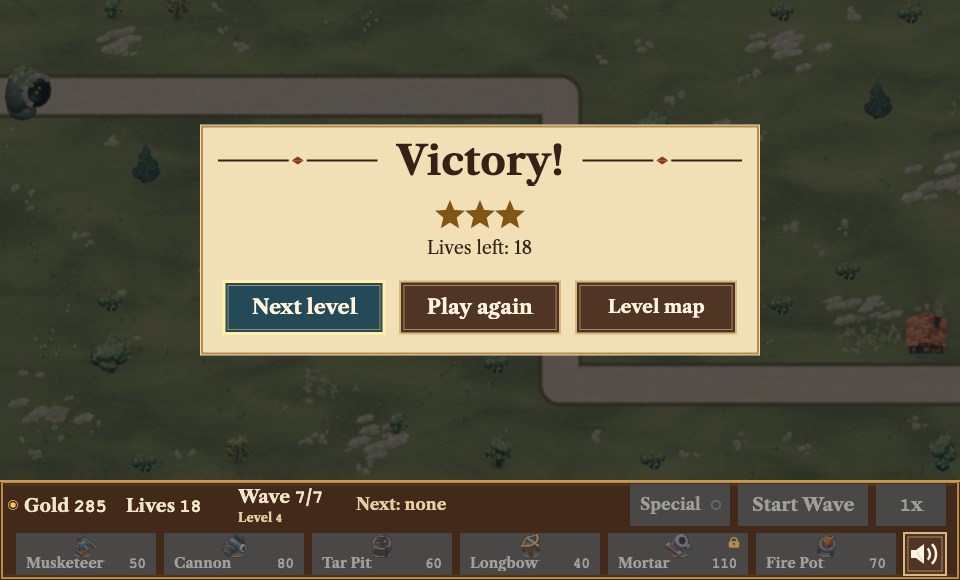 Victory!
Lives left: 18
Next level
Play again
Level map
Gold 285
Lives 18
Wave 7/7
Level 4
Next: none
Special
Start Wave
1x
Musketeer 50
Cannon 80
Tar Pit 60
Longbow 40
Mortar 110
Fire Pot 70